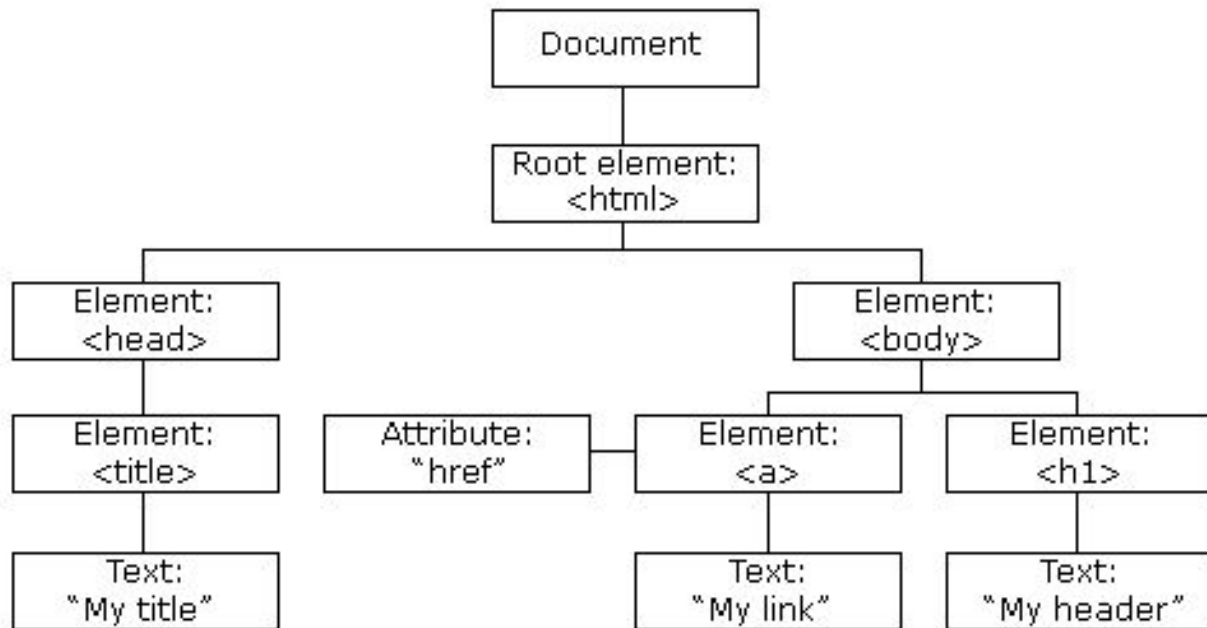 Document
Root element:
<html>
Element:
<head>
Element:
<body>
Element:
<title>
Attribute:
“href”
Element:
<a>
Element:
<h1>
Text:
“My title”
Text:
“My link”
Text:
“My header”